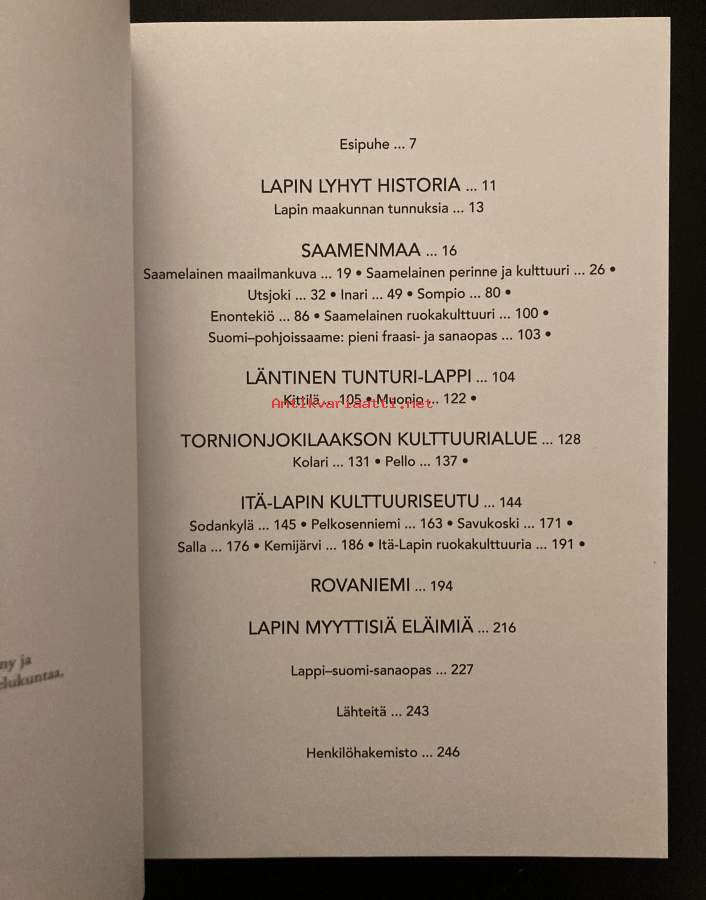 Esipuhe ... 7
LAPIN LYHYT HISTORIA ... 11
Lapin maakunnan tunnuksia ... 13
SAAMENMAA ... 16
Saamelainen maailmankuva ... 19 • Saamelainen perinne ja kulttuuri ... 26 •
Utsjoki ... 32 • Inari ... 49 • Sompio ... 80 •
Enontekiö ... 86 • Saamelainen ruokakulttuuri ... 100 •
Suomi–pohjoissaame: pieni fraasi- ja sanaopas ... 103 •
LÄNTINEN TUNTURI-LAPPI ... 104
Kittilä ... 105 • Muonio ... 122 •
Antikvariaatti.net
TORNIONJOKILAAKSON KULTTUURIALUE ... 128
Kolari ... 131 • Pello ... 137 •
ITÄ-LAPIN KULTTUURISEUTU ... 144
Sodankylä ... 145 • Pelkosenniemi ... 163 • Savukoski ... 171 •
Salla ... 176 • Kemijärvi ... 186 • Itä-Lapin ruokakulttuuria ... 191 •
ROVANIEMI ... 194
LAPIN MYYTTISIÄ ELÄIMIÄ ... 216
ny ja
elukuntaa.
Lappi–suomi-sanaopas ... 227
Lähteitä ... 243
Henkilöhakemisto ... 246